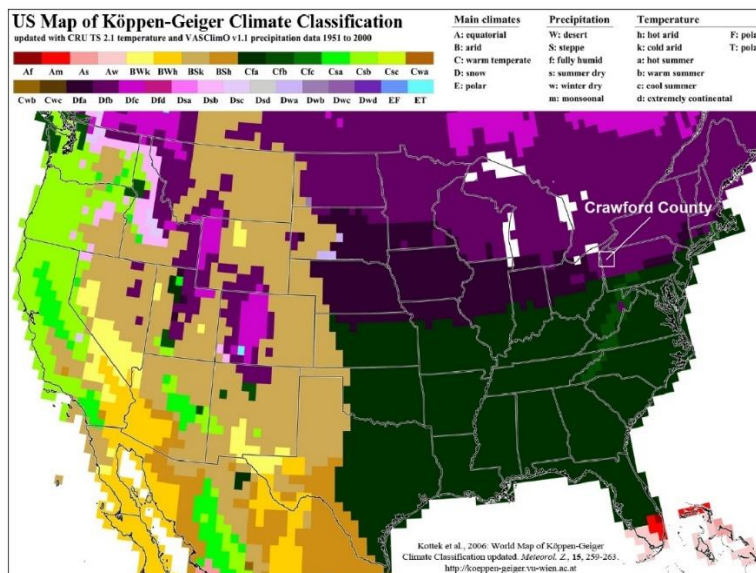 US Map of Köppen-Geiger Climate Classification
updated with CRU TS 2.1 temperature and VASClimO v1.1 precipitation data 1951 to 2000
Af Am As Aw BWk BWh BSk BSh Cfa Cfb Cfc Csa Csb Csc Cwa
Cwb Cwc Dfa Dfb Dfc Dfd Dsa Dsb Dsc Dsd Dwa Dwb Dwc Dwd EF ET
Main climates
A: equatorial
B: arid
C: warm temperate
D: snow
E: polar
Precipitation
W: desert
S: steppe
f: fully humid
s: summer dry
w: winter dry
m: monsoonal
Temperature
h: hot arid
k: cold arid
a: hot summer
b: warm summer
c: cool summer
d: extremely continental
F: pola
T: pola
Crawford County
Kottek et al., 2006: World Map of Köppen-Geiger
Climate Classification updated. Meteorol. Z., 15, 259-263.
http://koeppen-geiger.vu-wien.ac.at